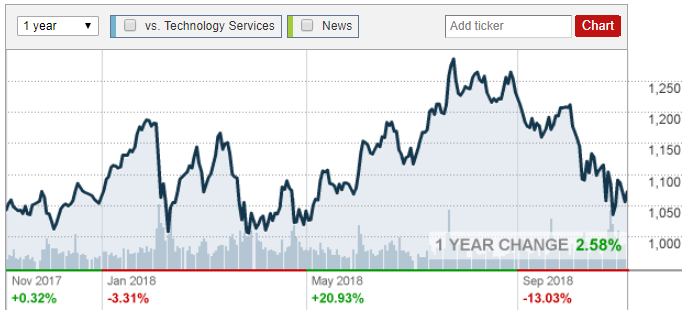 1 year vs. Technology Services News Add ticker Chart
1,250
1,200
1,150
1,100
1,050
1,000
1 YEAR CHANGE 2.58%
Nov 2017 Jan 2018 May 2018 Sep 2018
+0.32% -3.31% +20.93% -13.03%